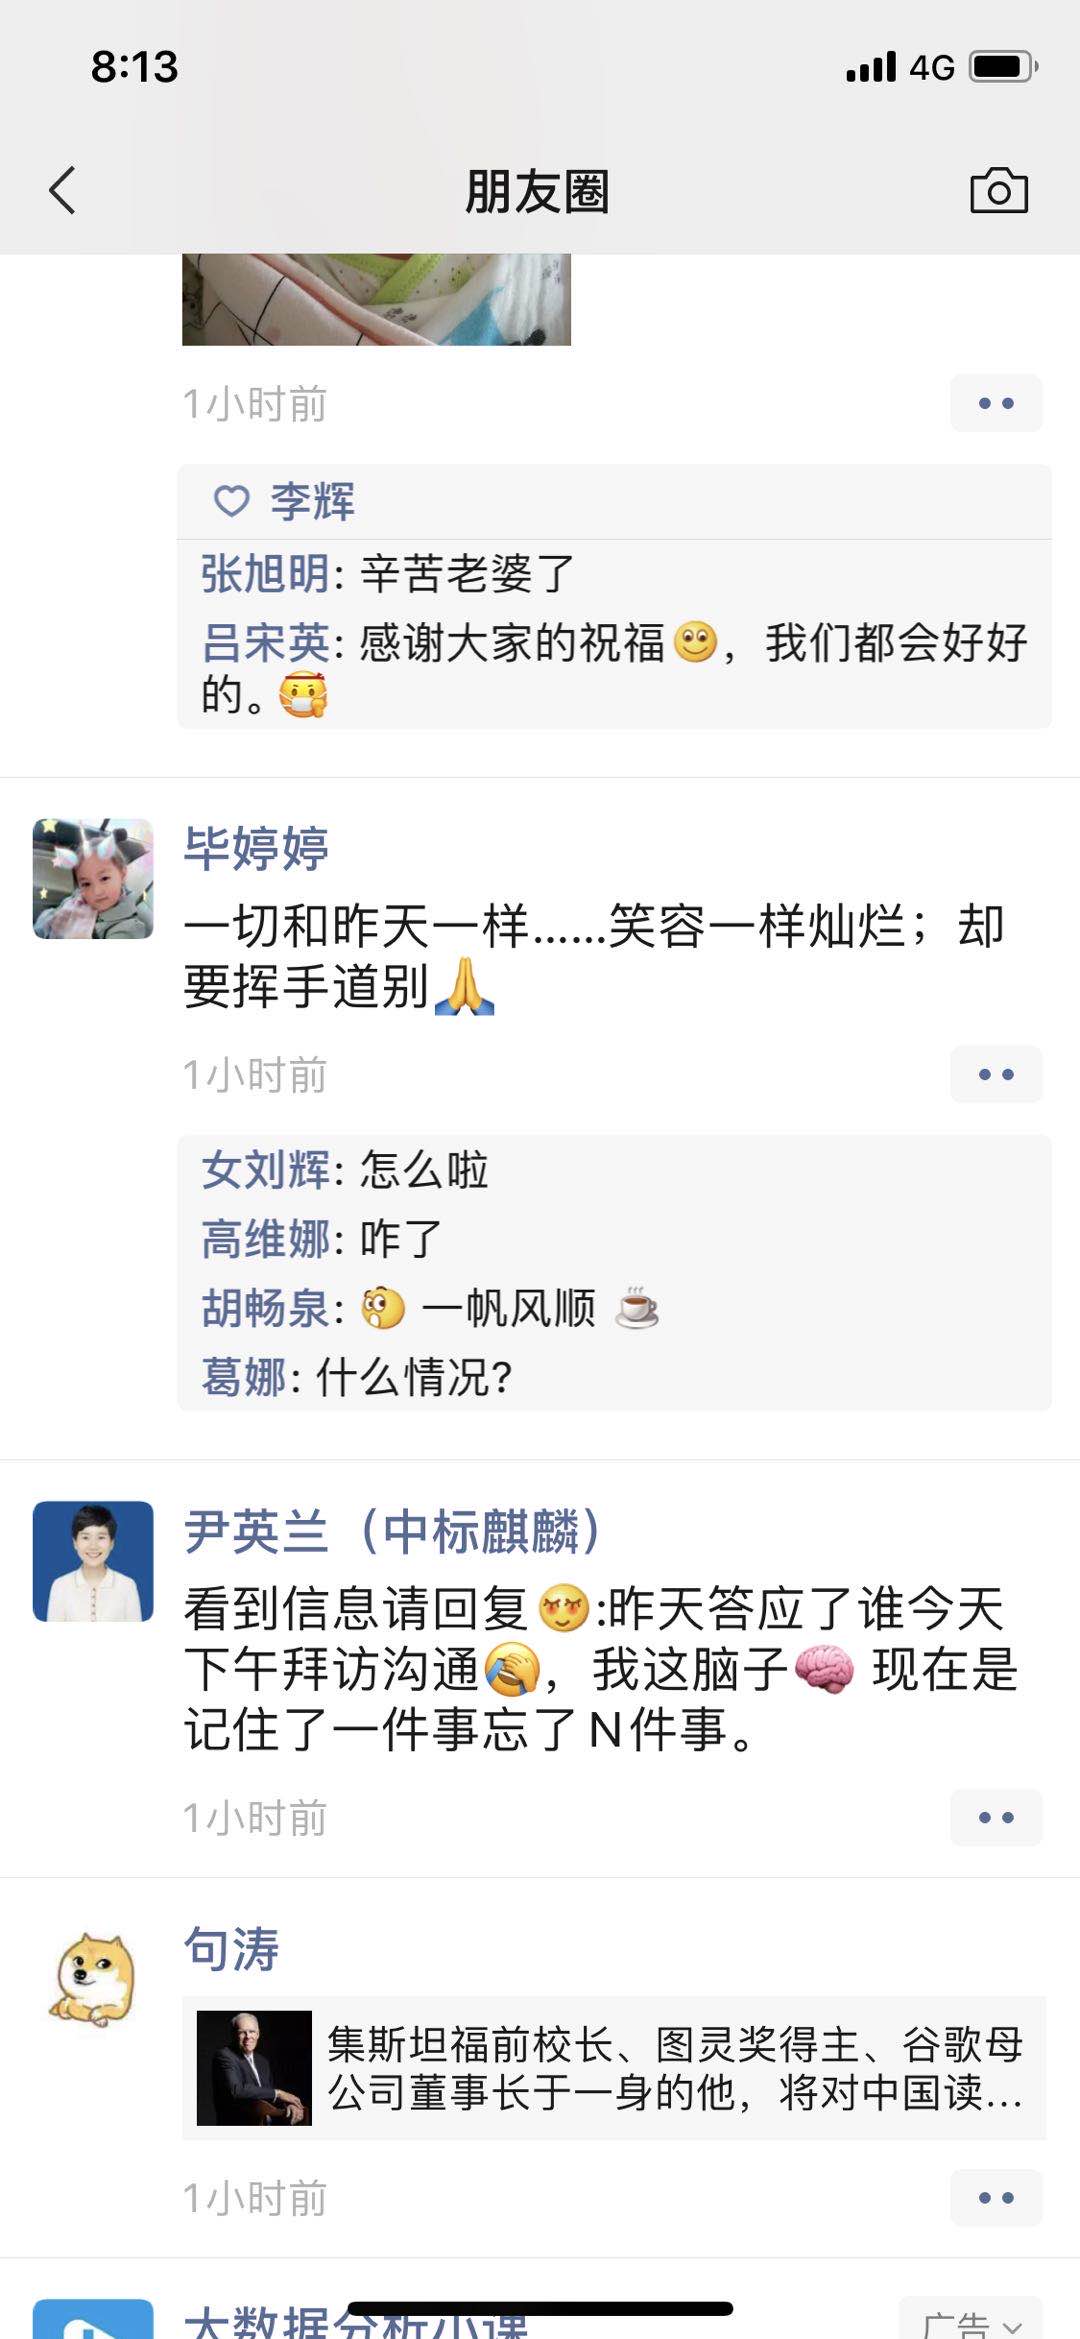 8:13
4G
朋友圈
1小时前
李辉
张旭明: 辛苦老婆了
吕宋英: 感谢大家的祝福🙂，我们都会好好
的。😷
毕婷婷
一切和昨天一样……笑容一样灿烂；却
要挥手道别🙏
1小时前
女刘辉: 怎么啦
高维娜: 咋了
胡畅泉: 😯 一帆风顺 ☕
葛娜: 什么情况?
尹英兰（中标麒麟）
看到信息请回复😍:昨天答应了谁今天
下午拜访沟通🤦，我这脑子🧠 现在是
记住了一件事忘了N件事。
1小时前
句涛
集斯坦福前校长、图灵奖得主、谷歌母
公司董事长于一身的他，将对中国读...
1小时前
大数据分析小课
广告